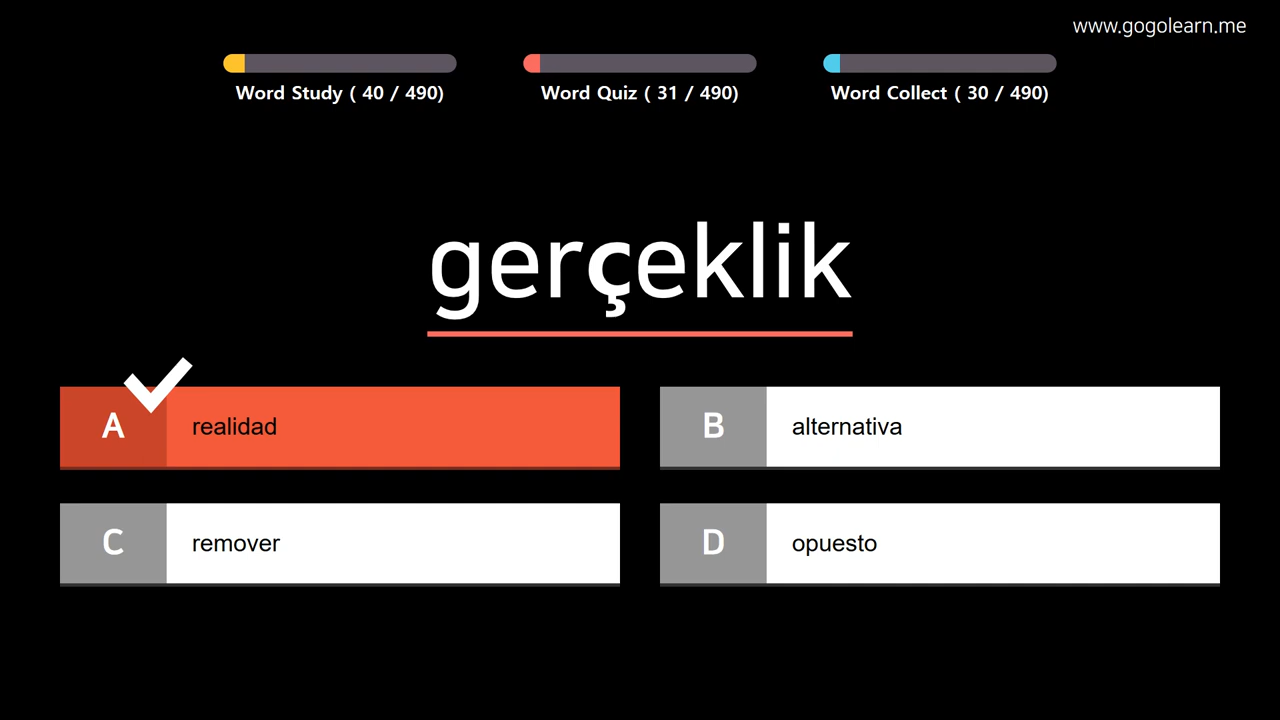 www.gogolearn.me
Word Study ( 40 / 490)
Word Quiz ( 31 / 490)
Word Collect ( 30 / 490)
gerçeklik
A realidad
B alternativa
C remover
D opuesto